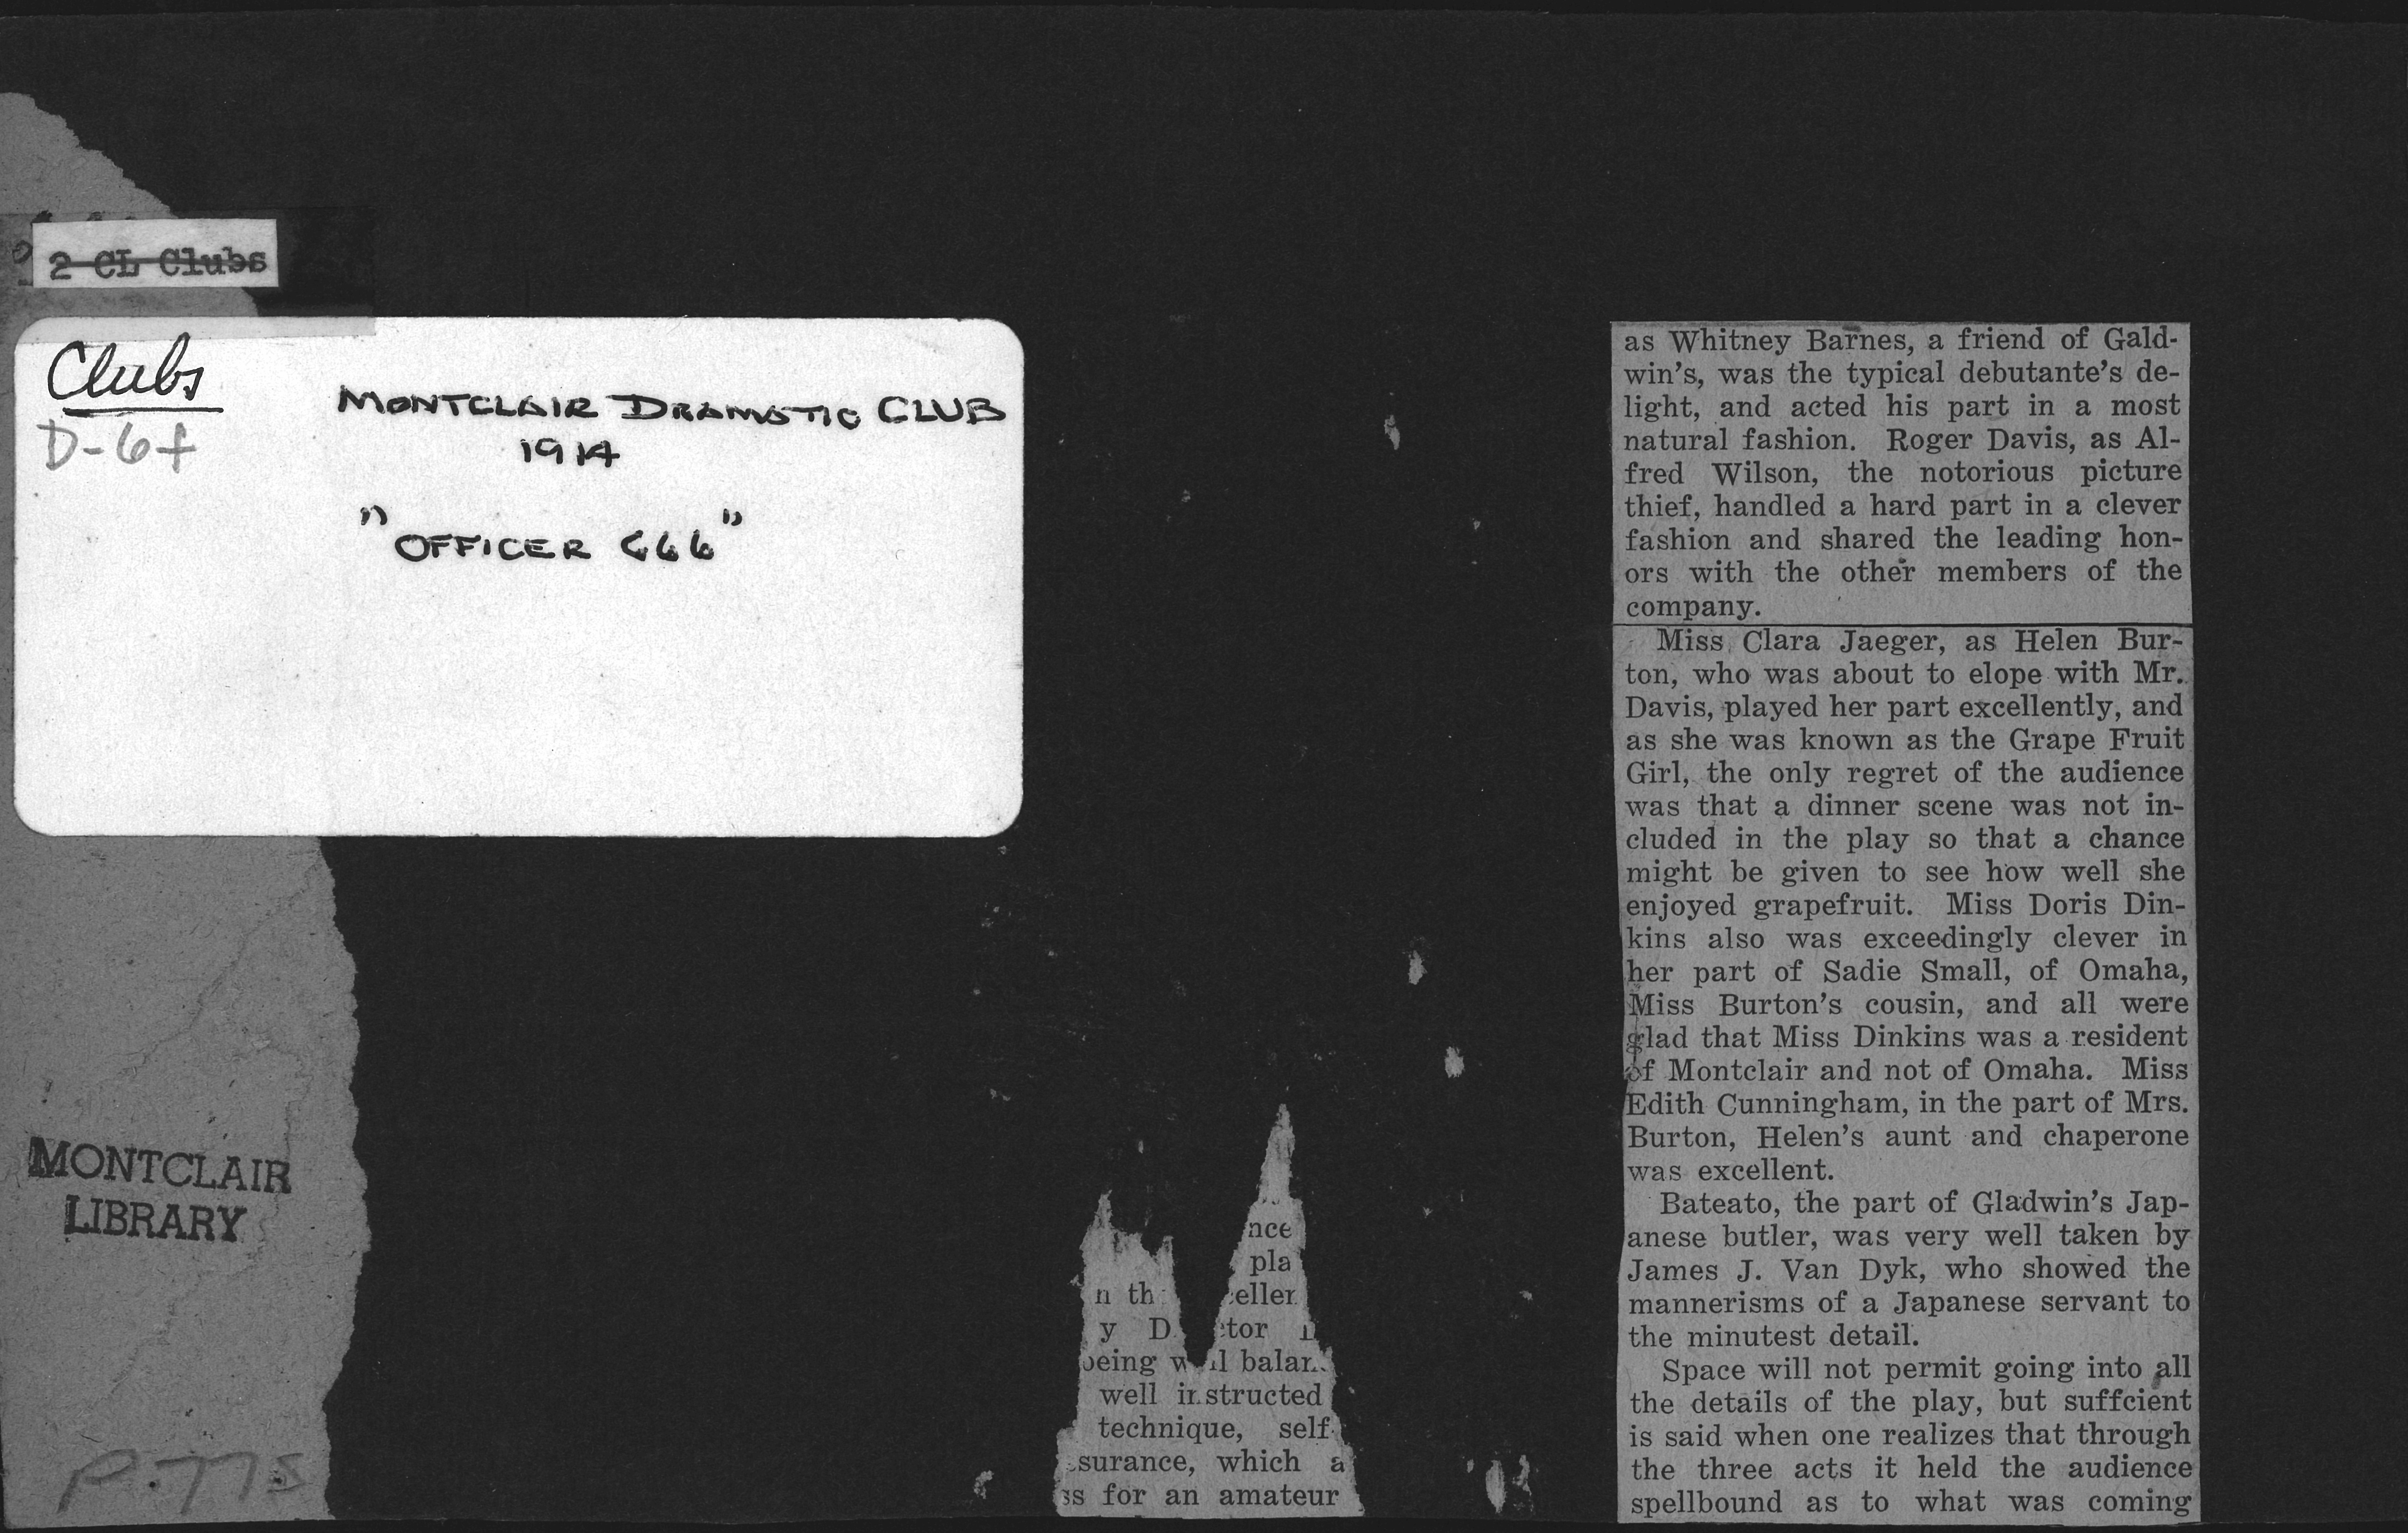 2 CL Clubs
Clubs
D-6f
MONTCLAIR DRAMATIC CLUB
1914
"OFFICER 666"
MONTCLAIR
LIBRARY
P.775
nce
pla
n th eller
y D tor
being well balan
well instructed
technique, self
surance, which a
ss for an amateur
as Whitney Barnes, a friend of Gald-
win's, was the typical debutante's de-
light, and acted his part in a most
natural fashion. Roger Davis, as Al-
fred Wilson, the notorious picture
thief, handled a hard part in a clever
fashion and shared the leading hon-
ors with the other members of the
company.
Miss Clara Jaeger, as Helen Bur-
ton, who was about to elope with Mr.
Davis, played her part excellently, and
as she was known as the Grape Fruit
Girl, the only regret of the audience
was that a dinner scene was not in-
cluded in the play so that a chance
might be given to see how well she
enjoyed grapefruit. Miss Doris Din-
kins also was exceedingly clever in
her part of Sadie Small, of Omaha,
Miss Burton's cousin, and all were
glad that Miss Dinkins was a resident
of Montclair and not of Omaha. Miss
Edith Cunningham, in the part of Mrs.
Burton, Helen's aunt and chaperone
was excellent.
Bateato, the part of Gladwin's Jap-
anese butler, was very well taken by
James J. Van Dyk, who showed the
mannerisms of a Japanese servant to
the minutest detail.
Space will not permit going into all
the details of the play, but suffcient
is said when one realizes that through
the three acts it held the audience
spellbound as to what was coming